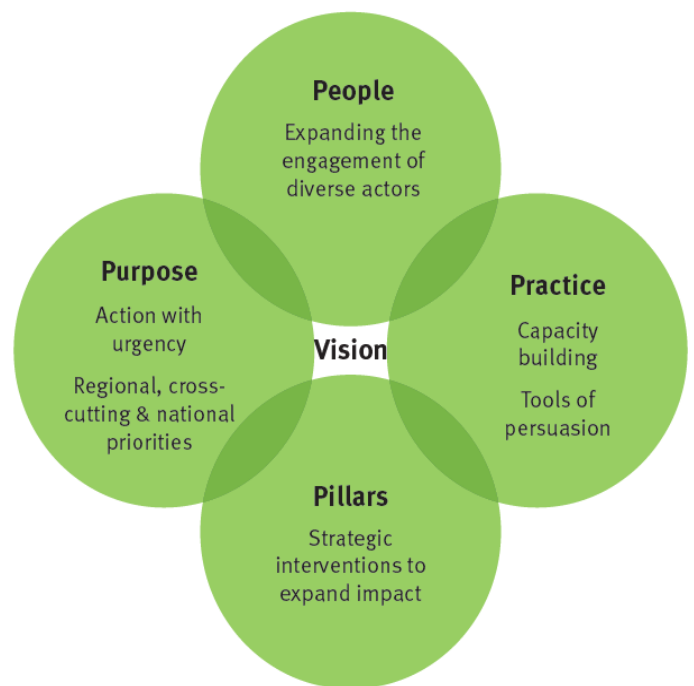 People
Expanding the
engagement of
diverse actors
Purpose
Action with
urgency
Regional, cross-
cutting & national
priorities
Vision
Practice
Capacity
building
Tools of
persuasion
Pillars
Strategic
interventions to
expand impact